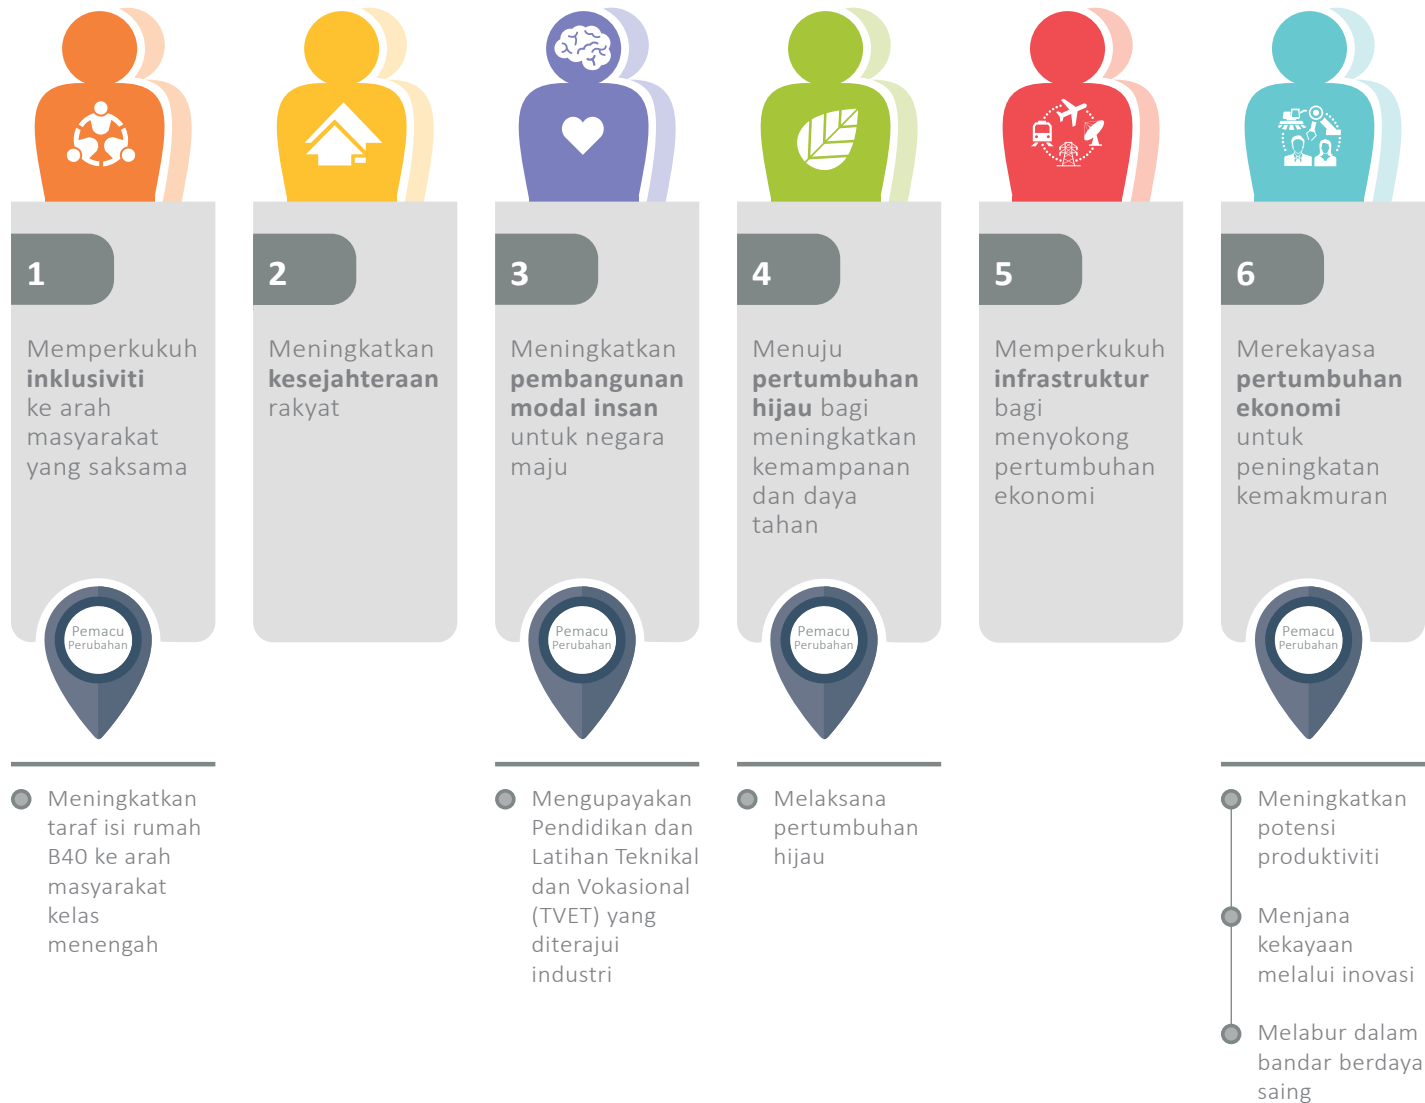 1
Memperkukuh
inklusiviti
ke arah
masyarakat
yang saksama
Pemacu
Perubahan
Meningkatkan
taraf isi rumah
B40 ke arah
masyarakat
kelas
menengah
2
Meningkatkan
kesejahteraan
rakyat
3
Meningkatkan
pembangunan
modal insan
untuk negara
maju
Pemacu
Perubahan
Mengupayakan
Pendidikan dan
Latihan Teknikal
dan Vokasional
(TVET) yang
diterajui
industri
4
Menuju
pertumbuhan
hijau bagi
meningkatkan
kemampanan
dan daya
tahan
Pemacu
Perubahan
Melaksana
pertumbuhan
hijau
5
Memperkukuh
infrastruktur
bagi
menyokong
pertumbuhan
ekonomi
6
Merekayasa
pertumbuhan
ekonomi
untuk
peningkatan
kemakmuran
Pemacu
Perubahan
Meningkatkan
potensi
produktiviti
Menjana
kekayaan
melalui inovasi
Melabur dalam
bandar berdaya
saing